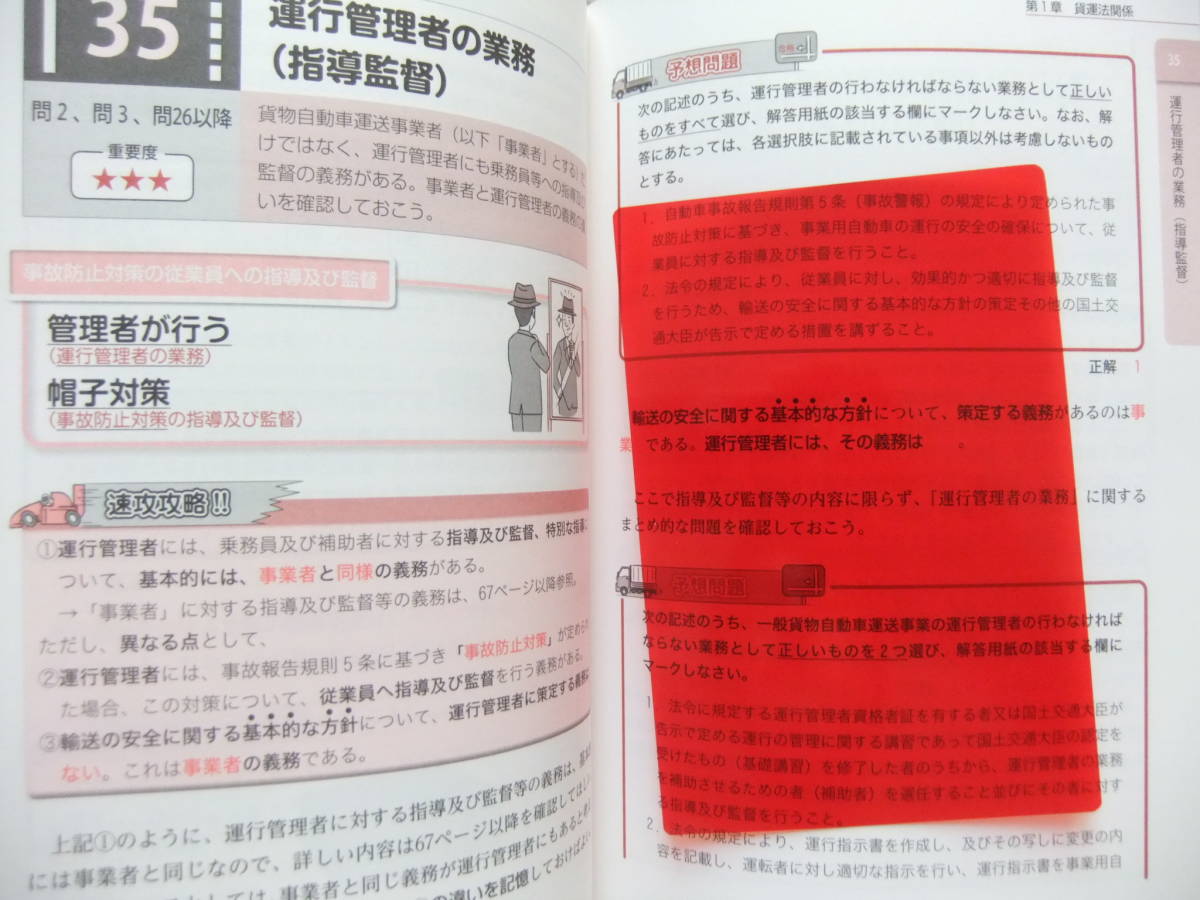 35
運行管理者の業務
（指導監督）
問2、問3、問26以降
重要度
★★★
貨物自動車運送事業者（以下「事業者」とする）だ
けではなく、運行管理者にも乗務員等への指導及び
監督の義務がある。事業者と運行管理者の義務の違
いを確認しておこう。
事故防止対策の従業員への指導及び監督
管理者が行う
（運行管理者の業務）
帽子対策
（事故防止対策の指導及び監督）
速攻攻略!!
①運行管理者には、乗務員及び補助者に対する指導及び監督、特別な指導に
ついて、基本的には、事業者と同様の義務がある。
→「事業者」に対する指導及び監督等の義務は、67ページ以降参照。
ただし、異なる点として、
②運行管理者には、事故報告規則5条に基づき「事故防止対策」が定められ
た場合、この対策について、従業員へ指導及び監督を行う義務がある。
③輸送の安全に関する基本的な方針について、運行管理者に策定する義務は
ない。これは事業者の義務である。
上記①のように、運行管理者に対する指導及び監督等の義務は、基本
には事業者と同じなので、詳しい内容は67ページ以降を確認してほし
しては、事業者と同じ義務が運行管理者にもあると考
の違いを記憶しておけばよい
第1章　貨運法関係
35
運行管理者の業務（指導監督）
予想問題
合格
次の記述のうち、運行管理者の行わなければならない業務として正しい
ものをすべて選び、解答用紙の該当する欄にマークしなさい。なお、解
答にあたっては、各選択肢に記載されている事項以外は考慮しないもの
とする。
1．自動車事故報告規則第5条（事故警報）の規定により定められた事
故防止対策に基づき、事業用自動車の運行の安全の確保について、従
業員に対する指導及び監督を行うこと。
2．法令の規定により、従業員に対し、効果的かつ適切に指導及び監督
を行うため、輸送の安全に関する基本的な方針の策定その他の国土交
通大臣が告示で定める措置を講ずること。
正解　1
輸送の安全に関する基本的な方針について、策定する義務があるのは事
業　である。運行管理者には、その義務は　　。
ここで指導及び監督等の内容に限らず、「運行管理者の業務」に関する
まとめ的な問題を確認しておこう。
予想問題
次の記述のうち、一般貨物自動車運送事業の運行管理者の行わなければ
ならない業務として正しいものを2つ選び、解答用紙の該当する欄に
マークしなさい。
1．法令に規定する運行管理者資格者証を有する者又は国土交通大臣が
告示で定める運行の管理に関する講習であって国土交通大臣の認定を
受けたもの（基礎講習）を修了した者のうちから、運行管理者の業務
を補助させるための者（補助者）を選任すること並びにその者に対す
る指導及び監督を行うこと。
2．法令の規定により、運行指示書を作成し、及びその写しに変更の内
容を記載し、運転者に対し適切な指示を行い、運行指示書を事業用自